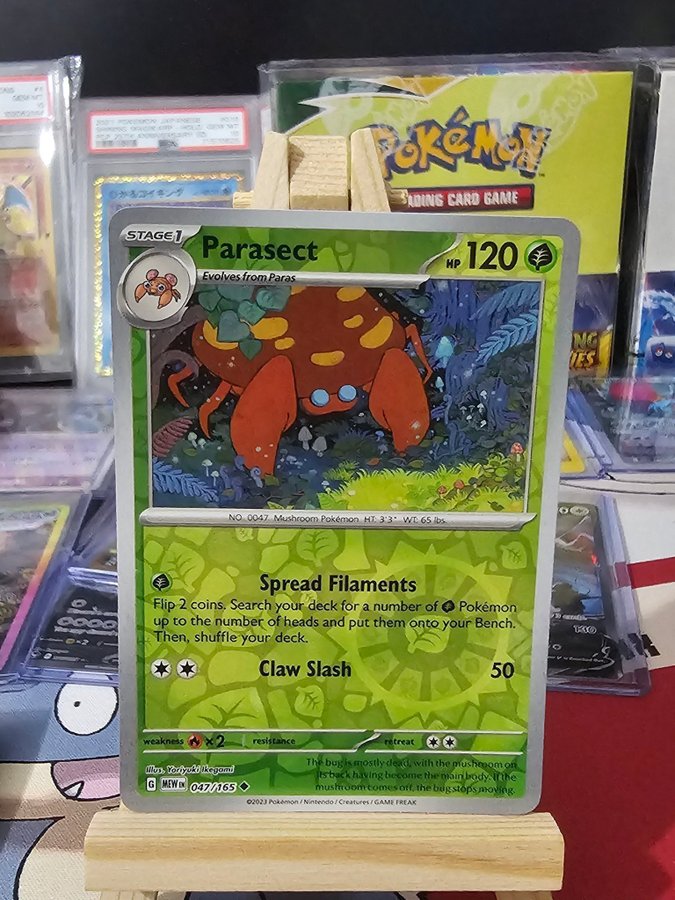 Pokémon
TRADING CARD GAME
STAGE 1
Parasect
HP 120
Evolves from Paras
NO. 0047 Mushroom Pokémon HT: 3'3" WT: 65 lbs.
Spread Filaments
Flip 2 coins. Search your deck for a number of Pokémon
up to the number of heads and put them onto your Bench.
Then, shuffle your deck.
Claw Slash 50
weakness ×2 resistance retreat
Illus. Yoriyuki Ikegami
G MEW EN 047/165
The bug is mostly dead, with the mushroom on
its back having become the main body. If the
mushroom comes off, the bug stops moving.
©2023 Pokémon / Nintendo / Creatures / GAME FREAK
130